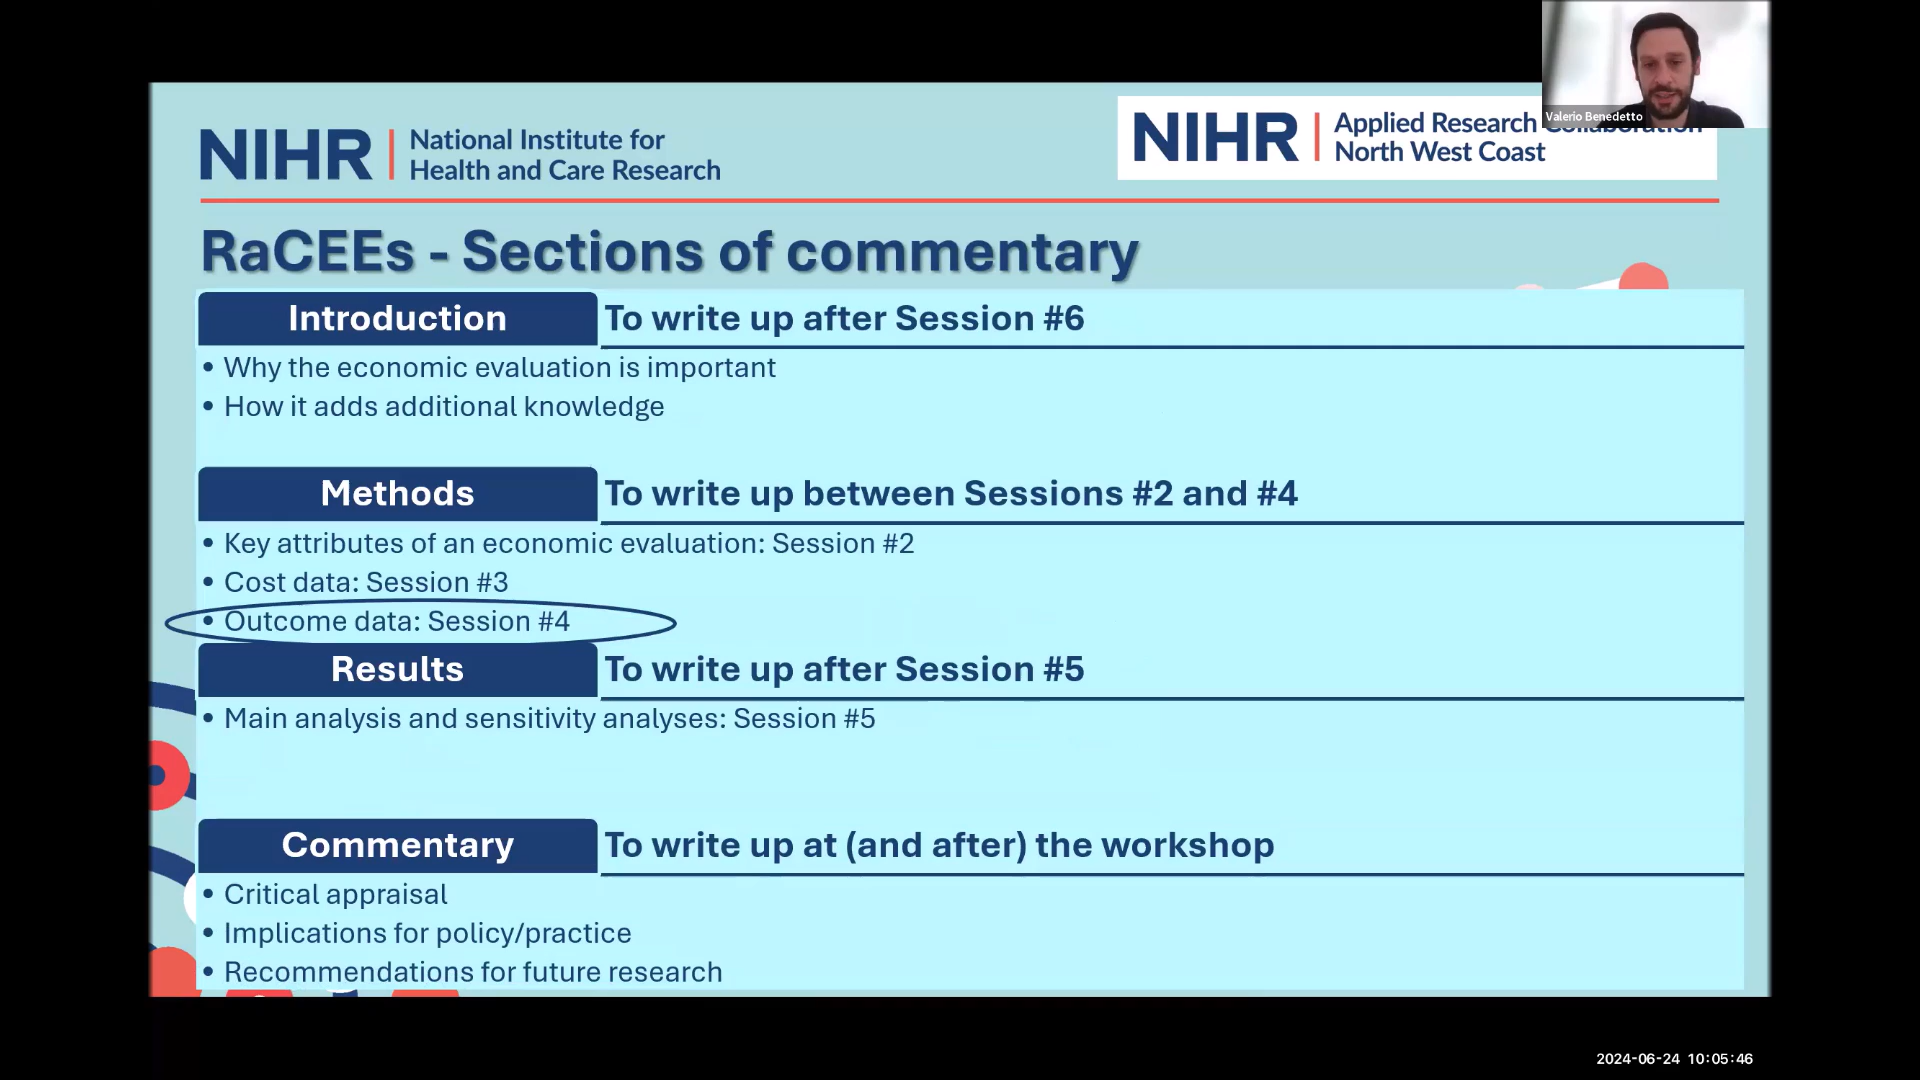 Valerio Benedetto
NIHR | National Institute for
Health and Care Research
NIHR | Applied Research Collaboration
North West Coast
RaCEEs - Sections of commentary
Introduction To write up after Session #6
• Why the economic evaluation is important
• How it adds additional knowledge
Methods To write up between Sessions #2 and #4
• Key attributes of an economic evaluation: Session #2
• Cost data: Session #3
• Outcome data: Session #4
Results To write up after Session #5
• Main analysis and sensitivity analyses: Session #5
Commentary To write up at (and after) the workshop
• Critical appraisal
• Implications for policy/practice
• Recommendations for future research
2024-06-24 10:05:46